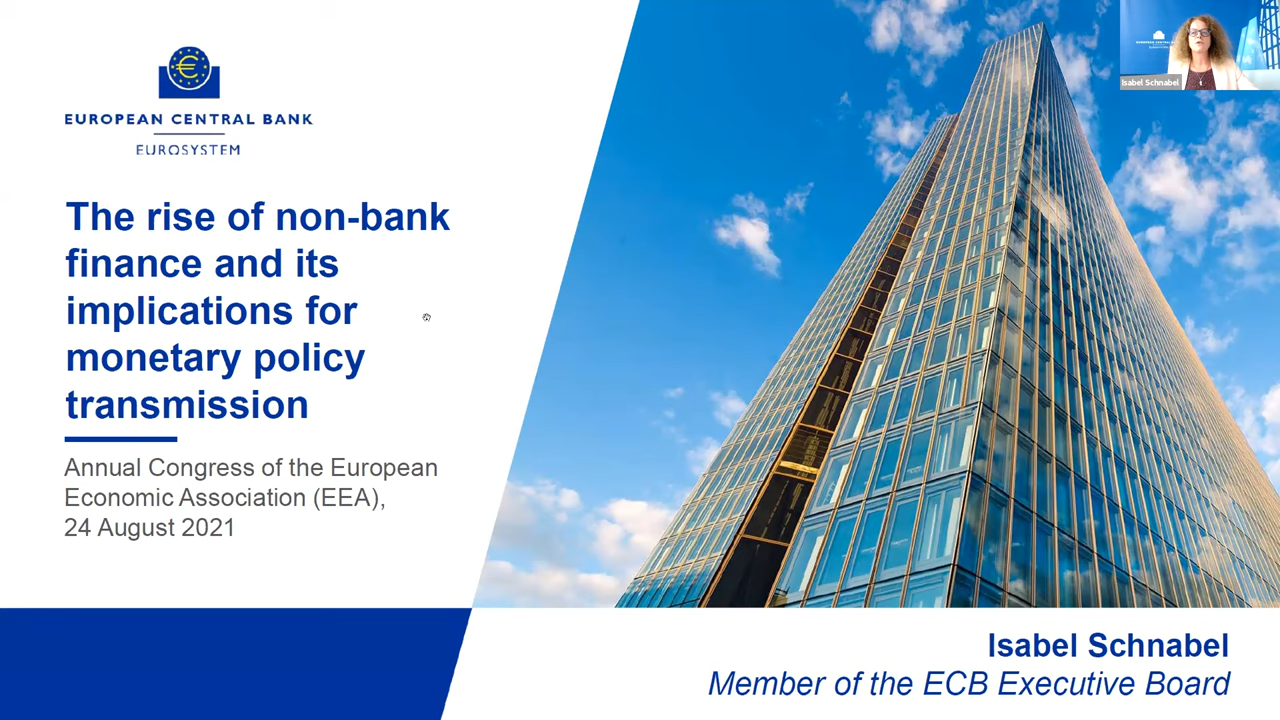 EUROPEAN CENTRAL BANK
EUROSYSTEM
The rise of non-bank
finance and its
implications for
monetary policy
transmission
Annual Congress of the European
Economic Association (EEA),
24 August 2021
Isabel Schnabel
Member of the ECB Executive Board
Isabel Schnabel